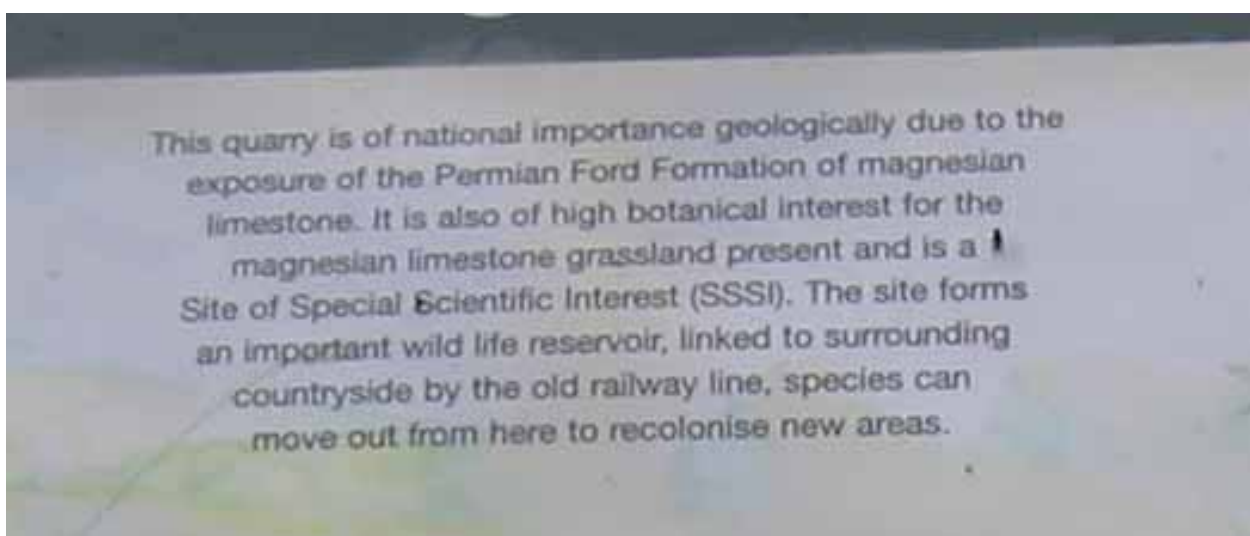 This quarry is of national importance geologically due to the
exposure of the Permian Ford Formation of magnesian
limestone. It is also of high botanical interest for the
magnesian limestone grassland present and is a
Site of Special Scientific Interest (SSSI). The site forms
an important wild life reservoir, linked to surrounding
countryside by the old railway line, species can
move out from here to recolonise new areas.